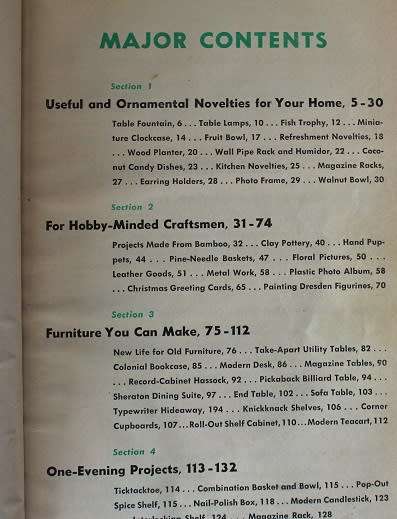 MAJOR CONTENTS
Section 1
Useful and Ornamental Novelties for Your Home, 5-30
Table Fountain, 6 . . . Table Lamps, 10 . . . Fish Trophy, 12 . . . Minia-
ture Clockcase, 14 . . . Fruit Bowl, 17 . . . Refreshment Novelties, 18
. . . Wood Planter, 20 . . . Wall Pipe Rack and Humidor, 22 . . . Coco-
nut Candy Dishes, 23 . . . Kitchen Novelties, 25 . . . Magazine Racks,
27 . . . Earring Holders, 28 . . . Photo Frame, 29 . . . Walnut Bowl, 30
Section 2
For Hobby-Minded Craftsmen, 31-74
Projects Made From Bamboo, 32 . . . Clay Pottery, 40 . . . Hand Pup-
pets, 44 . . . Pine-Needle Baskets, 47 . . . Floral Pictures, 50 . . .
Leather Goods, 51 . . . Metal Work, 58 . . . Plastic Photo Album, 58
. . . Christmas Greeting Cards, 65 . . . Painting Dresden Figurines, 70
Section 3
Furniture You Can Make, 75-112
New Life for Old Furniture, 76 . . . Take-Apart Utility Tables, 82 . . .
Colonial Bookcase, 85 . . . Modern Desk, 86 . . . Magazine Tables, 90
. . . Record-Cabinet Hassock, 92 . . . Pickaback Billiard Table, 94 . . .
Sheraton Dining Suite, 97 . . . End Table, 102 . . . Sofa Table, 103 . . .
Typewriter Hideaway, 194 . . . Knickknack Shelves, 106 . . . Corner
Cupboards, 107...Roll-Out Shelf Cabinet, 110...Modern Teacart, 112
Section 4
One-Evening Projects, 113-132
Ticktacktoe, 114 . . . Combination Basket and Bowl, 115 . . . Pop-Out
Spice Shelf, 115 . . . Nail-Polish Box, 118 . . . Modern Candlestick, 123
Interlocking Shelf, 124 . . . Magazine Rack, 128